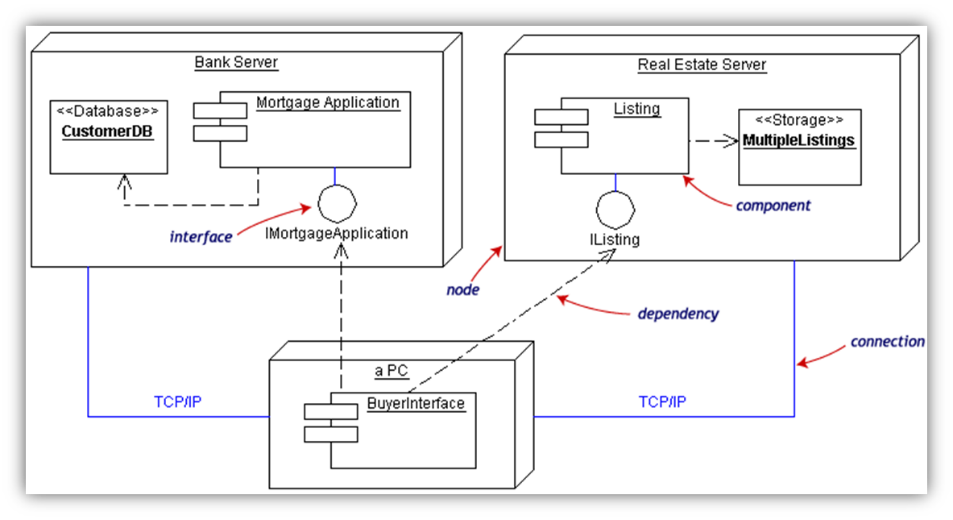 Bank Server
<<Database>>
CustomerDB
Mortgage Application
interface
IMortgageApplication
Real Estate Server
Listing
<<Storage>>
MultipleListings
component
IListing
node
dependency
connection
a PC
BuyerInterface
TCP/IP
TCP/IP